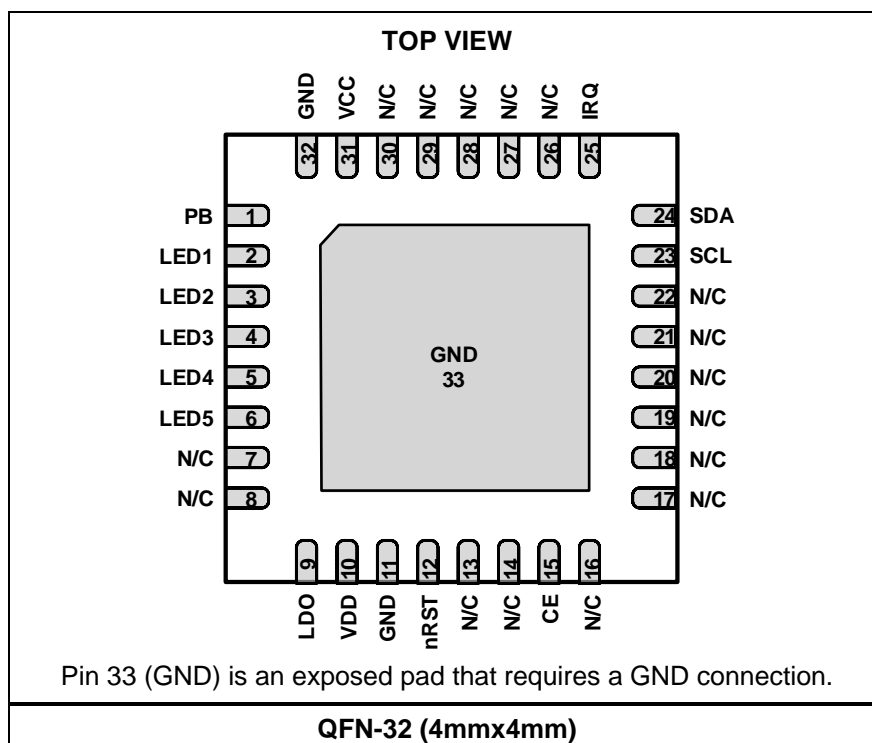 TOP VIEW
GND VCC N/C N/C N/C N/C N/C IRQ
32 31 30 29 28 27 26 25
PB 1
LED1 2
LED2 3
LED3 4
LED4 5
LED5 6
N/C 7
N/C 8
GND
33
24 SDA
23 SCL
22 N/C
21 N/C
20 N/C
19 N/C
18 N/C
17 N/C
9 10 11 12 13 14 15 16
LDO VDD GND nRST N/C N/C CE N/C
Pin 33 (GND) is an exposed pad that requires a GND connection.
QFN-32 (4mmx4mm)